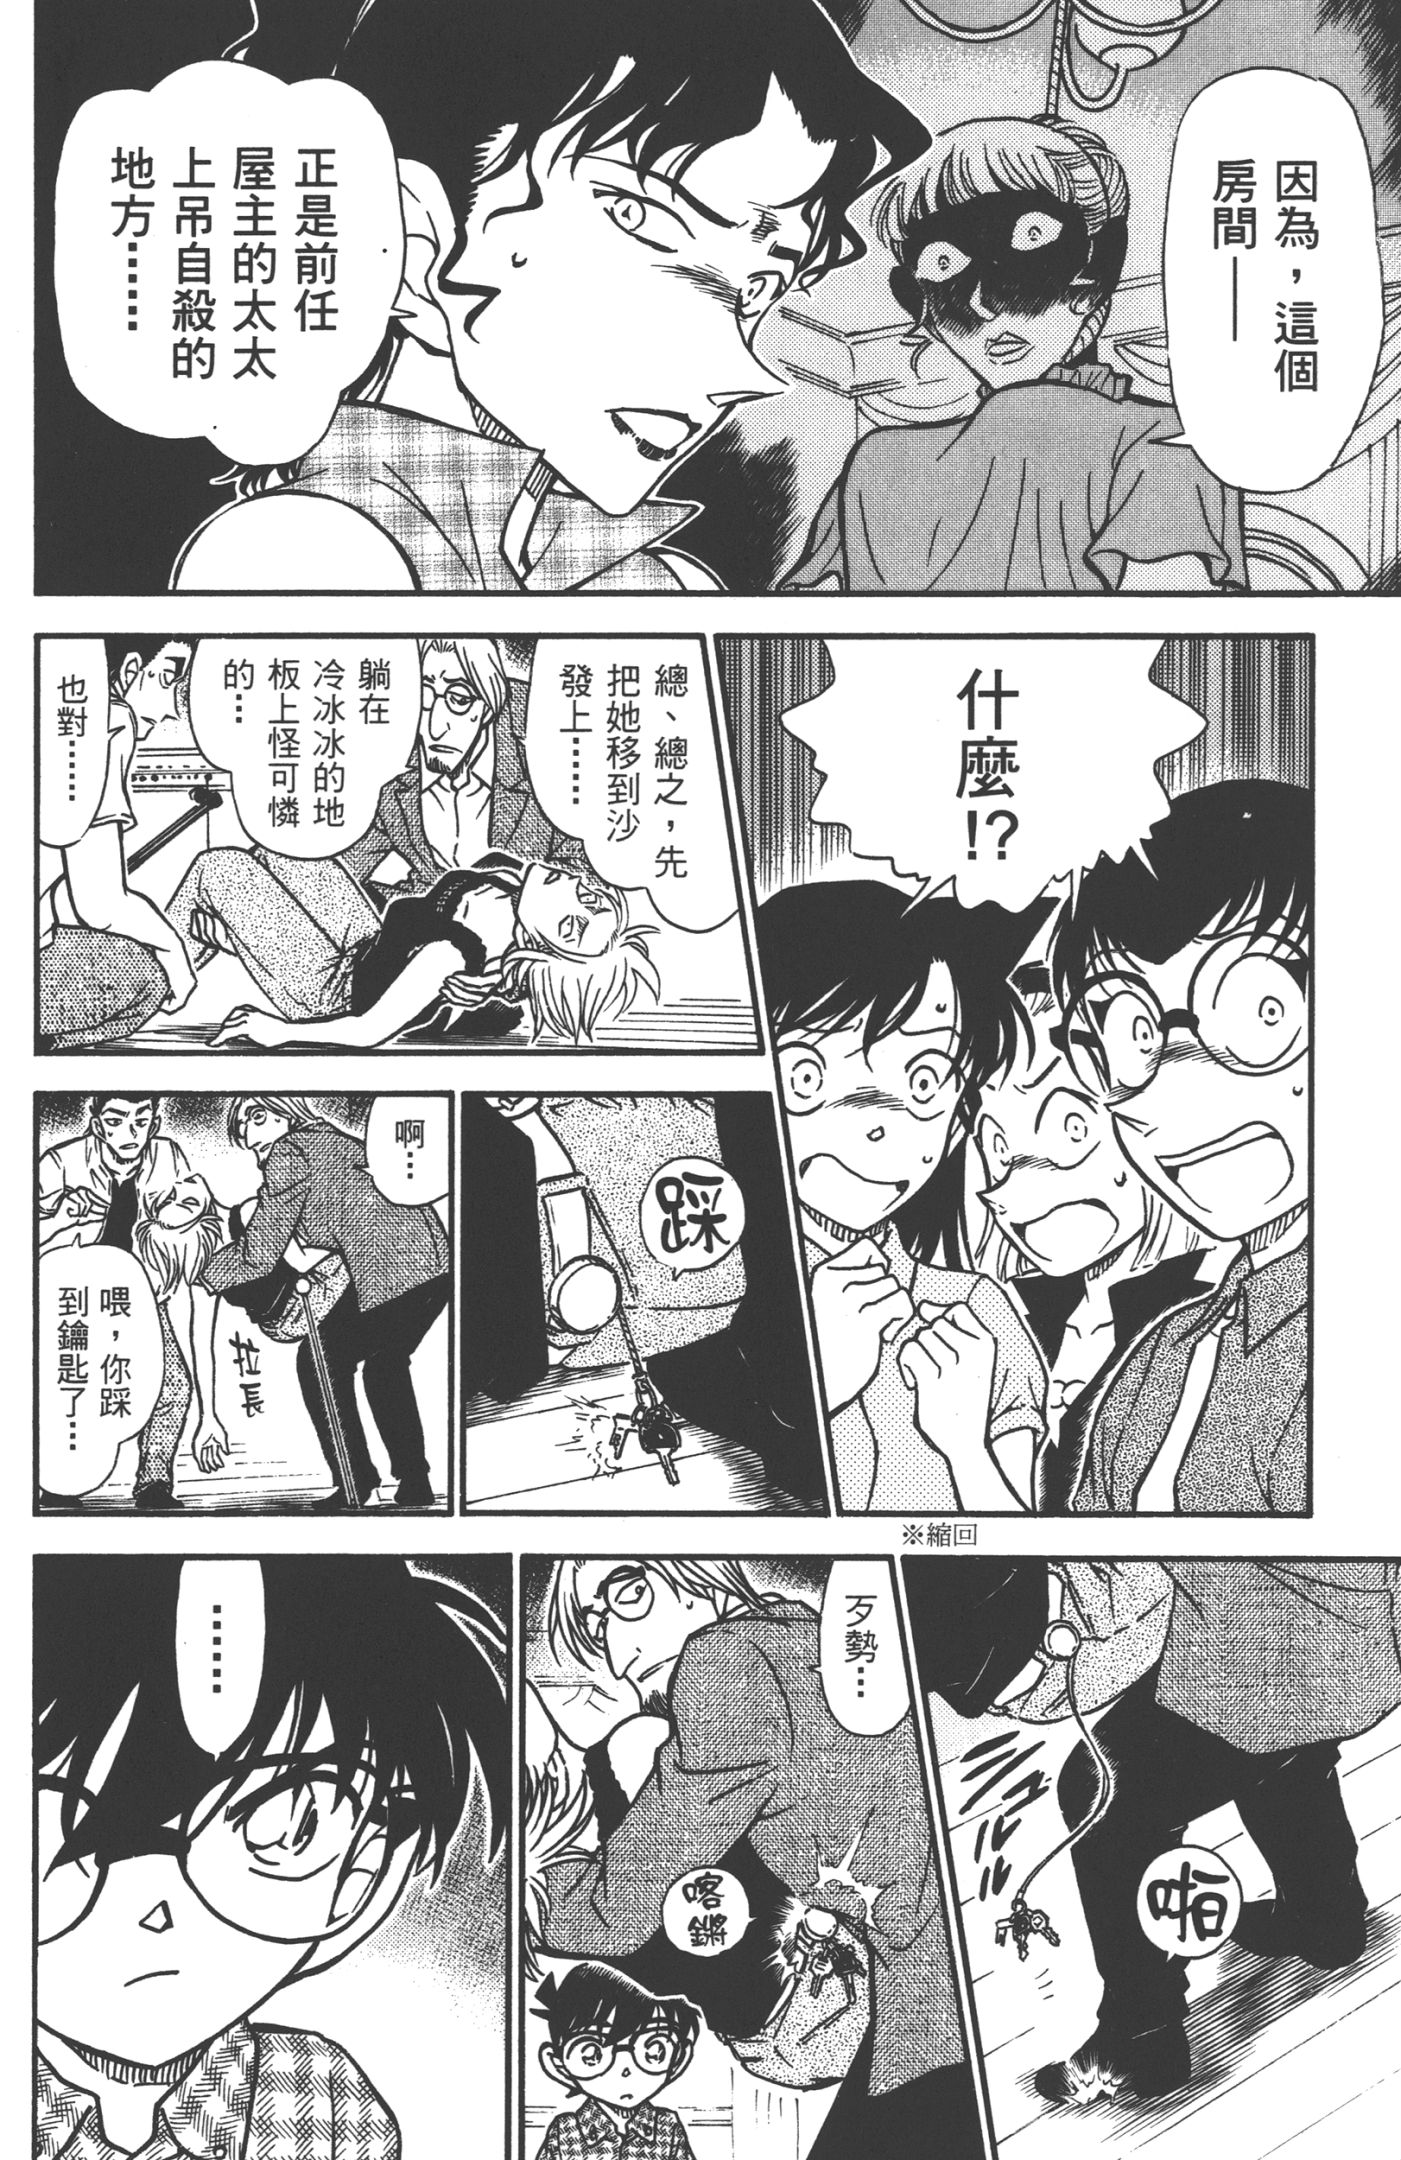 因為，這個
房間——
正是前任
屋主的太太
上吊自殺的
地方……
什麼!?
總、總之，先
把她移到沙
發上……
躺在
冷冰冰的地
板上怪可憐
的…
也對……
踩
啊…
拉長
喂，你踩
到鑰匙了…
※縮回
啪
歹勢…
喀鏘
……